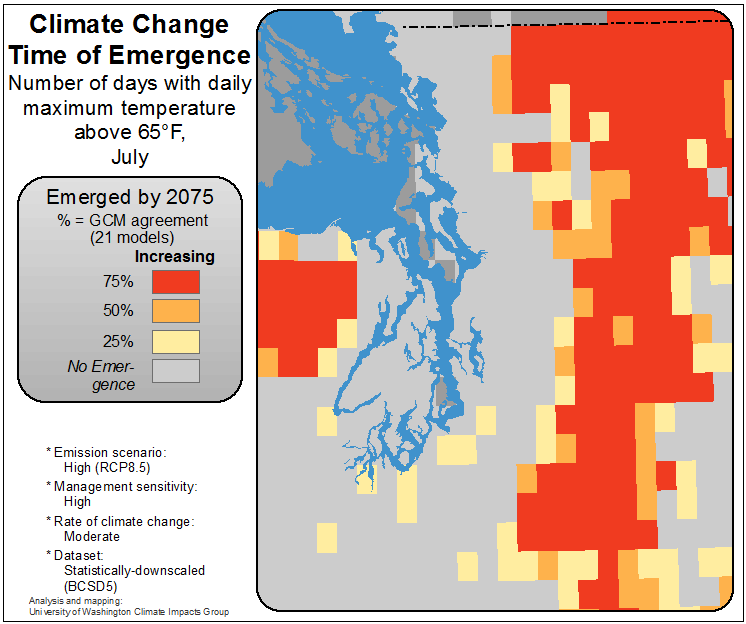 Climate Change
Time of Emergence
Number of days with daily
maximum temperature
above 65°F,
July
Emerged by 2075
% = GCM agreement
(21 models)
Increasing
75%
50%
25%
No Emer-
gence
* Emission scenario:
High (RCP8.5)
* Management sensitivity:
High
* Rate of climate change:
Moderate
* Dataset:
Statistically-downscaled
(BCSD5)
Analysis and mapping:
University of Washington Climate Impacts Group